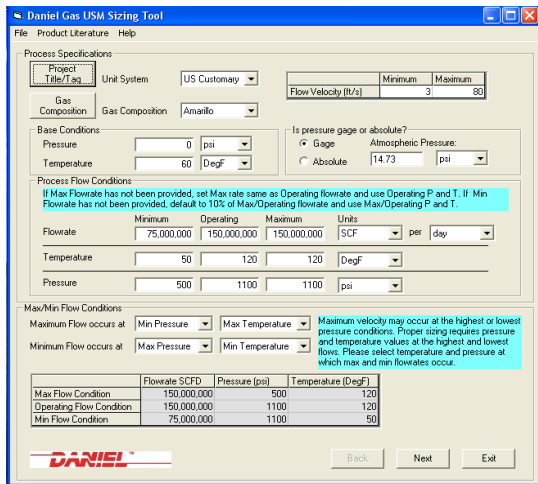 Daniel Gas USM Sizing Tool
File Product Literature Help
Process Specifications
Project Title/Tag
Unit System US Customary
Minimum Maximum
Flow Velocity (ft/s) 3 80
Gas Composition
Gas Composition Amarillo
Base Conditions
Pressure 0 psi
Temperature 60 DegF
Is pressure gage or absolute?
Gage
Absolute
Atmospheric Pressure:
14.73 psi
Process Flow Conditions
If Max Flowrate has not been provided, set Max rate same as Operating flowrate and use Operating P and T. If Min
Flowrate has not been provided, default to 10% of Max/Operating flowrate and use Max/Operating P and T.
Minimum Operating Maximum Units
Flowrate 75,000,000 150,000,000 150,000,000 SCF per day
Temperature 50 120 120 DegF
Pressure 500 1100 1100 psi
Max/Min Flow Conditions
Maximum Flow occurs at Min Pressure Max Temperature
Minimum Flow occurs at Max Pressure Min Temperature
Maximum velocity may occur at the highest or lowest
pressure conditions. Proper sizing requires pressure
and temperature values at the highest and lowest
flows. Please select temperature and pressure at
which max and min flowrates occur.
Flowrate SCFD Pressure (psi) Temperature (DegF)
Max Flow Condition 150,000,000 500 120
Operating Flow Condition 150,000,000 1100 120
Min Flow Condition 75,000,000 1100 50
DANIEL™
Back Next Exit